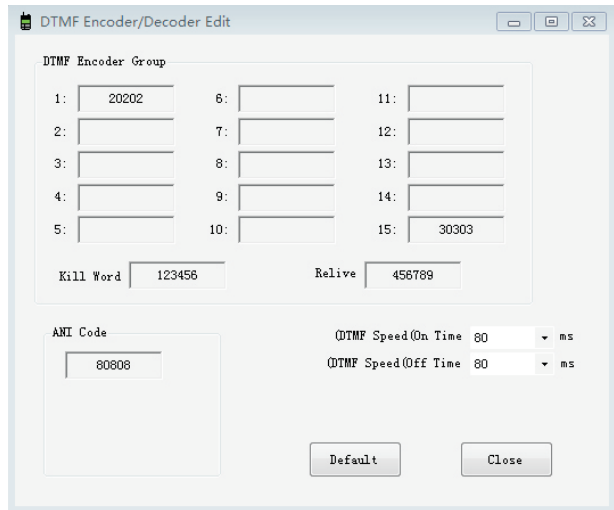 DTMF Encoder/Decoder Edit
DTMF Encoder Group
1: 20202 6: 11:
2: 7: 12:
3: 8: 13:
4: 9: 14:
5: 10: 15: 30303
Kill Word 123456 Relive 456789
ANI Code
80808
(DTMF Speed(On Time 80 ms
(DTMF Speed(Off Time 80 ms
Default Close